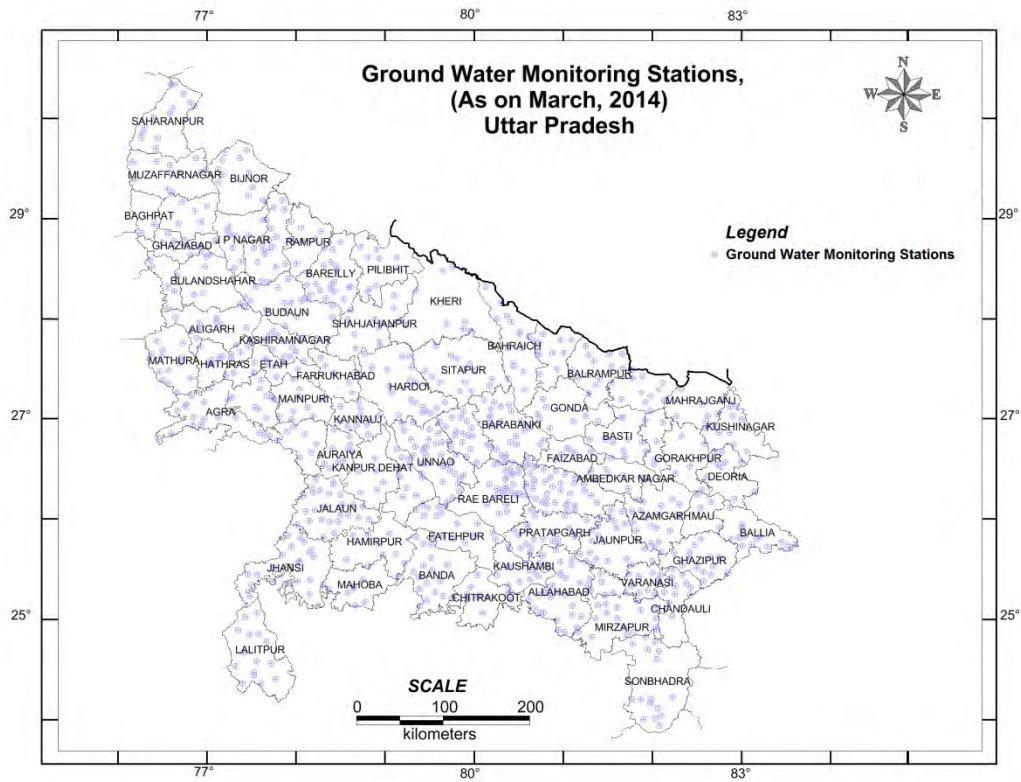 77°
80°
83°
Ground Water Monitoring Stations,
(As on March, 2014)
Uttar Pradesh
N
W
E
S
SAHARANPUR
MUZAFFARNAGAR
BIJNOR
29°
29°
BAGHPAT
GHAZIABAD
J P NAGAR
RAMPUR
Legend
Ground Water Monitoring Stations
BAREILLY
PILIBHIT
BULANDSHAHAR
KHERI
BUDAUN
SHAHJAHANPUR
ALIGARH
KASHIRAMNAGAR
BAHRAICH
MATHURA
HATHRAS
ETAH
FARRUKHABAD
SITAPUR
BALRAMPUR
HARDOI
MAINPURI
MAHRAJGANJ
AGRA
GONDA
27°
27°
KANNAUJ
BARABANKI
KUSHINAGAR
BASTI
AURAIYA
KANPUR DEHAT
UNNAO
FAIZABAD
GORAKHPUR
AMBEDKAR NAGAR
DEORIA
RAE BARELI
JALAUN
AZAMGARH
MAU
HAMIRPUR
FATEHPUR
PRATAPGARH
JAUNPUR
BALLIA
JHANSI
KAUSHAMBI
GHAZIPUR
MAHOBA
BANDA
VARANASI
CHITRAKOOT
ALLAHABAD
CHANDAULI
25°
25°
MIRZAPUR
LALITPUR
SONBHADRA
SCALE
0 100 200
kilometers
77°
80°
83°